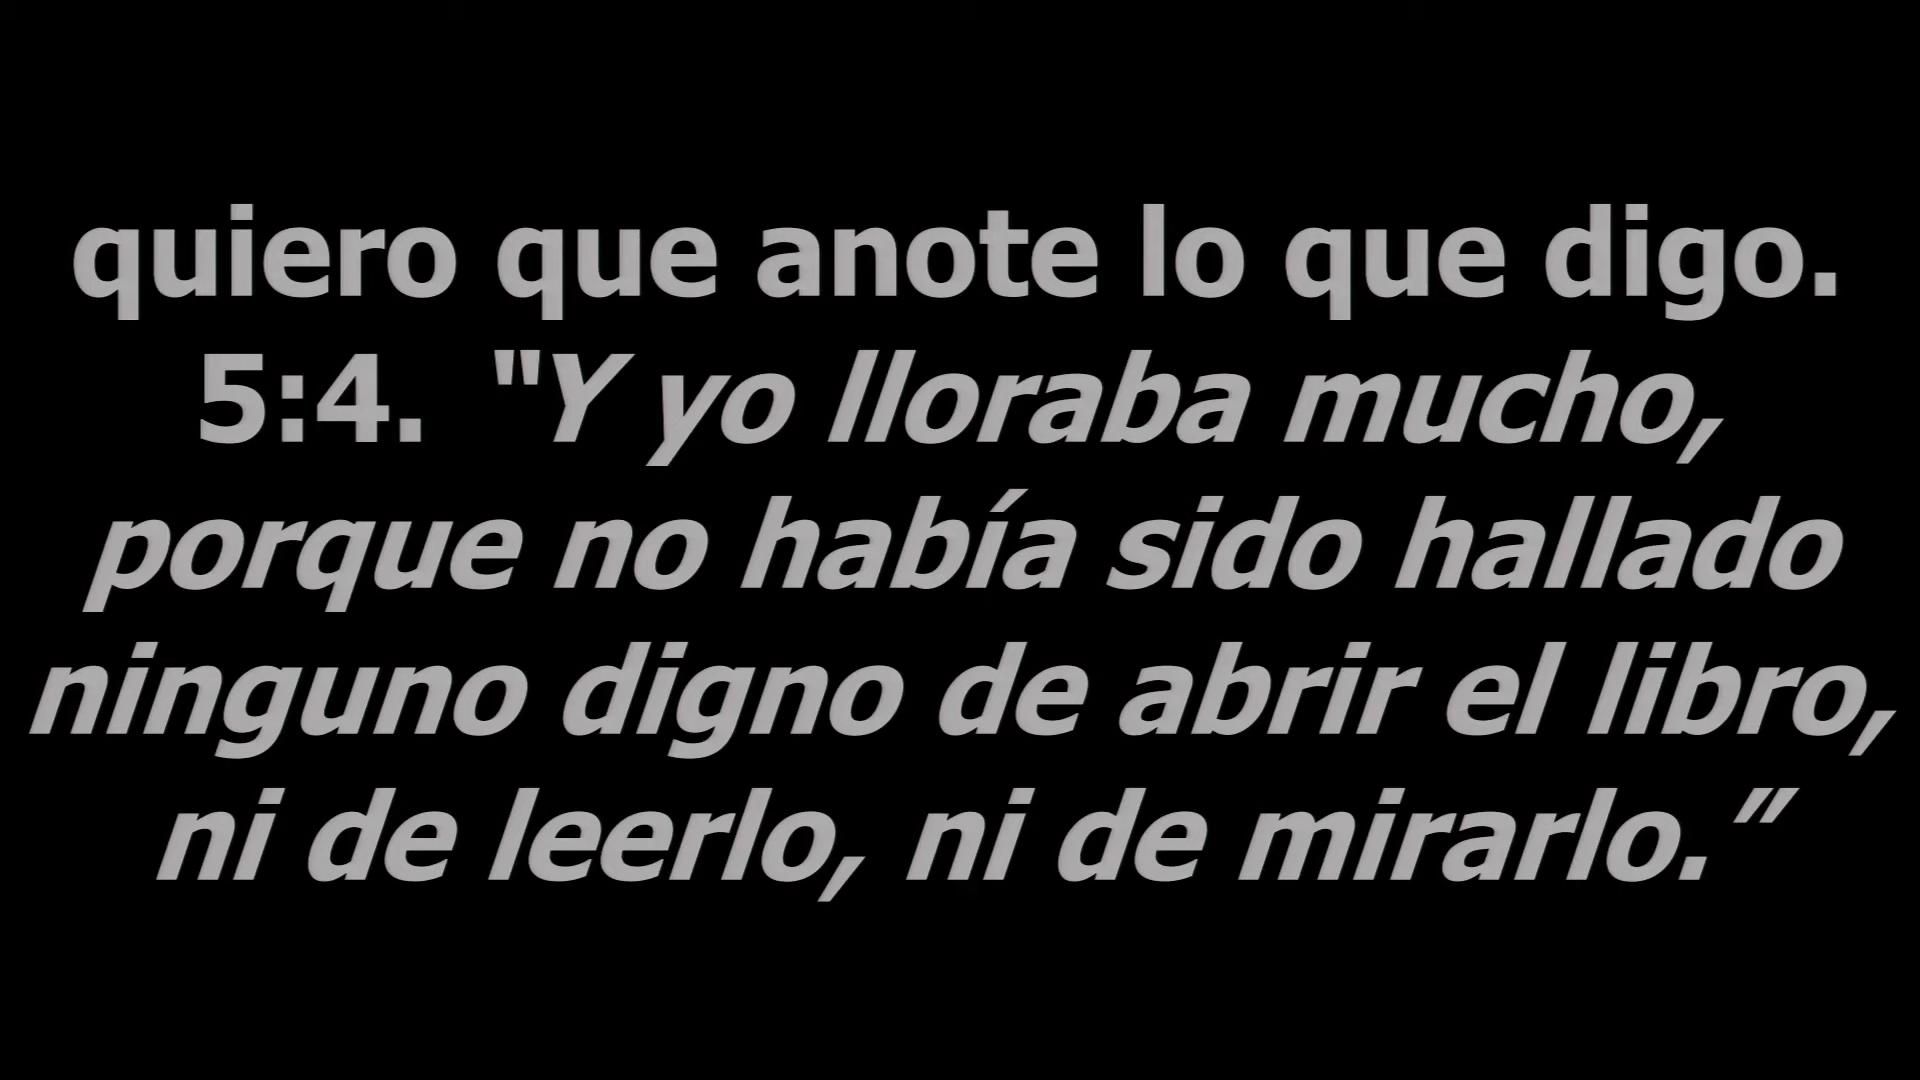 quiero que anote lo que digo.
5:4. "Y yo lloraba mucho,
porque no había sido hallado
ninguno digno de abrir el libro,
ni de leerlo, ni de mirarlo.”